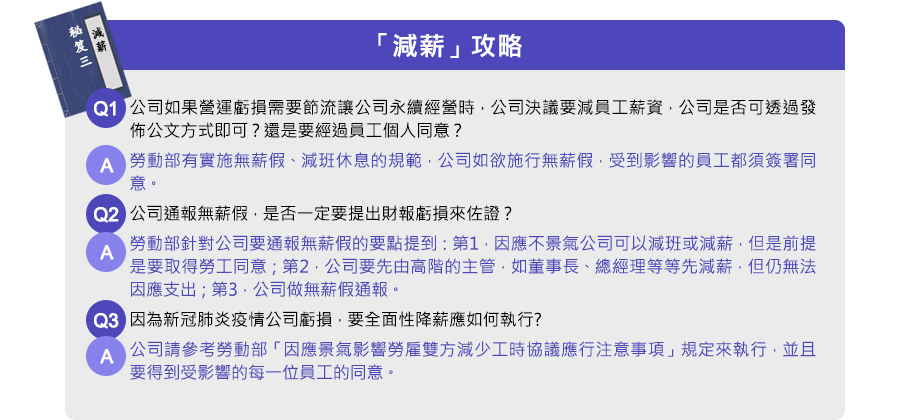 減薪
秘笈三
「減薪」攻略
Q1 公司如果營運虧損需要節流讓公司永續經營時，公司決議要減員工薪資，公司是否可透過發
佈公文方式即可？還是要經過員工個人同意？
A 勞動部有實施無薪假、減班休息的規範，公司如欲施行無薪假，受到影響的員工都須簽署同
意。
Q2 公司通報無薪假，是否一定要提出財報虧損來佐證？
A 勞動部針對公司要通報無薪假的要點提到：第1，因應不景氣公司可以減班或減薪，但是前提
是要取得勞工同意；第2，公司要先由高階的主管，如董事長、總經理等等先減薪，但仍無法
因應支出；第3，公司做無薪假通報。
Q3 因為新冠肺炎疫情公司虧損，要全面性降薪應如何執行?
A 公司請參考勞動部「因應景氣影響勞雇雙方減少工時協議應行注意事項」規定來執行，並且
要得到受影響的每一位員工的同意。